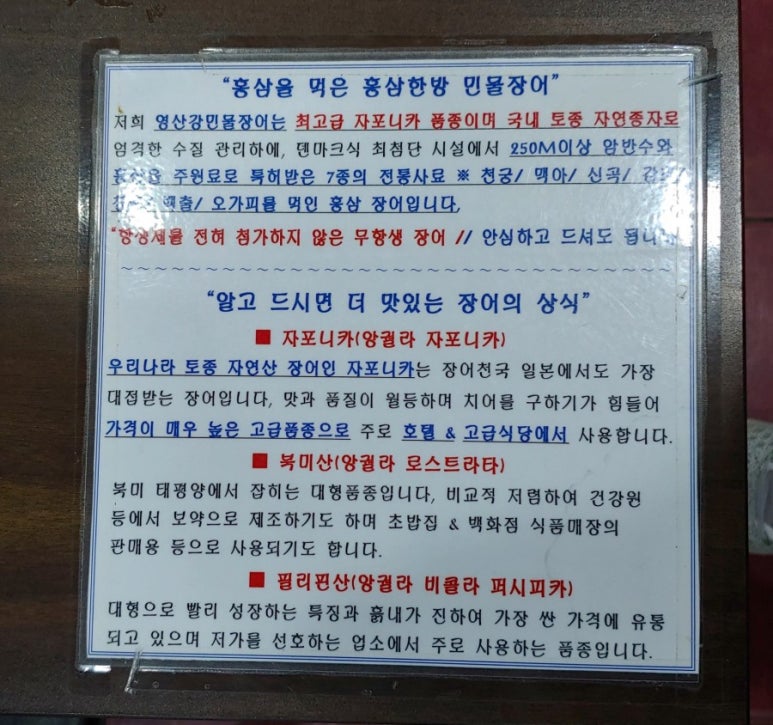 “홍삼을 먹은 홍삼한방 민물장어”
저희 영산강민물장어는 최고급 자포니카 품종이며 국내 토종 자연종자로
엄격한 수질 관리하에, 덴마크식 최첨단 시설에서 250M이상 암반수와
홍삼을 주원료로 특허받은 7종의 전통사료 ※ 천궁/ 맥아/ 신곡/
백출/ 오가피를 먹인 홍삼 장어입니다,
“항생제를 전혀 첨가하지 않은 무항생 장어 // 안심하고 드셔도 됩니다
~~~~~~~~~~~~~~~~~~~~~~~~~~~~~~~~~~~~~~~~
“알고 드시면 더 맛있는 장어의 상식”
■ 자포니카(앙궐라 자포니카)
우리나라 토종 자연산 장어인 자포니카는 장어천국 일본에서도 가장
대접받는 장어입니다, 맛과 품질이 월등하며 치어를 구하기가 힘들어
가격이 매우 높은 고급품종으로 주로 호텔 & 고급식당에서 사용합니다.
■ 북미산(앙궐라 로스트라타)
북미 태평양에서 잡히는 대형품종입니다, 비교적 저렴하여 건강원
등에서 보약으로 제조하기도 하며 초밥집 & 백화점 식품매장의
판매용 등으로 사용되기도 합니다.
■ 필리핀산(앙궐라 비콜라 퍼시피카)
대형으로 빨리 성장하는 특징과 흙내가 진하여 가장 싼 가격에 유통
되고 있으며 저가를 선호하는 업소에서 주로 사용하는 품종입니다.